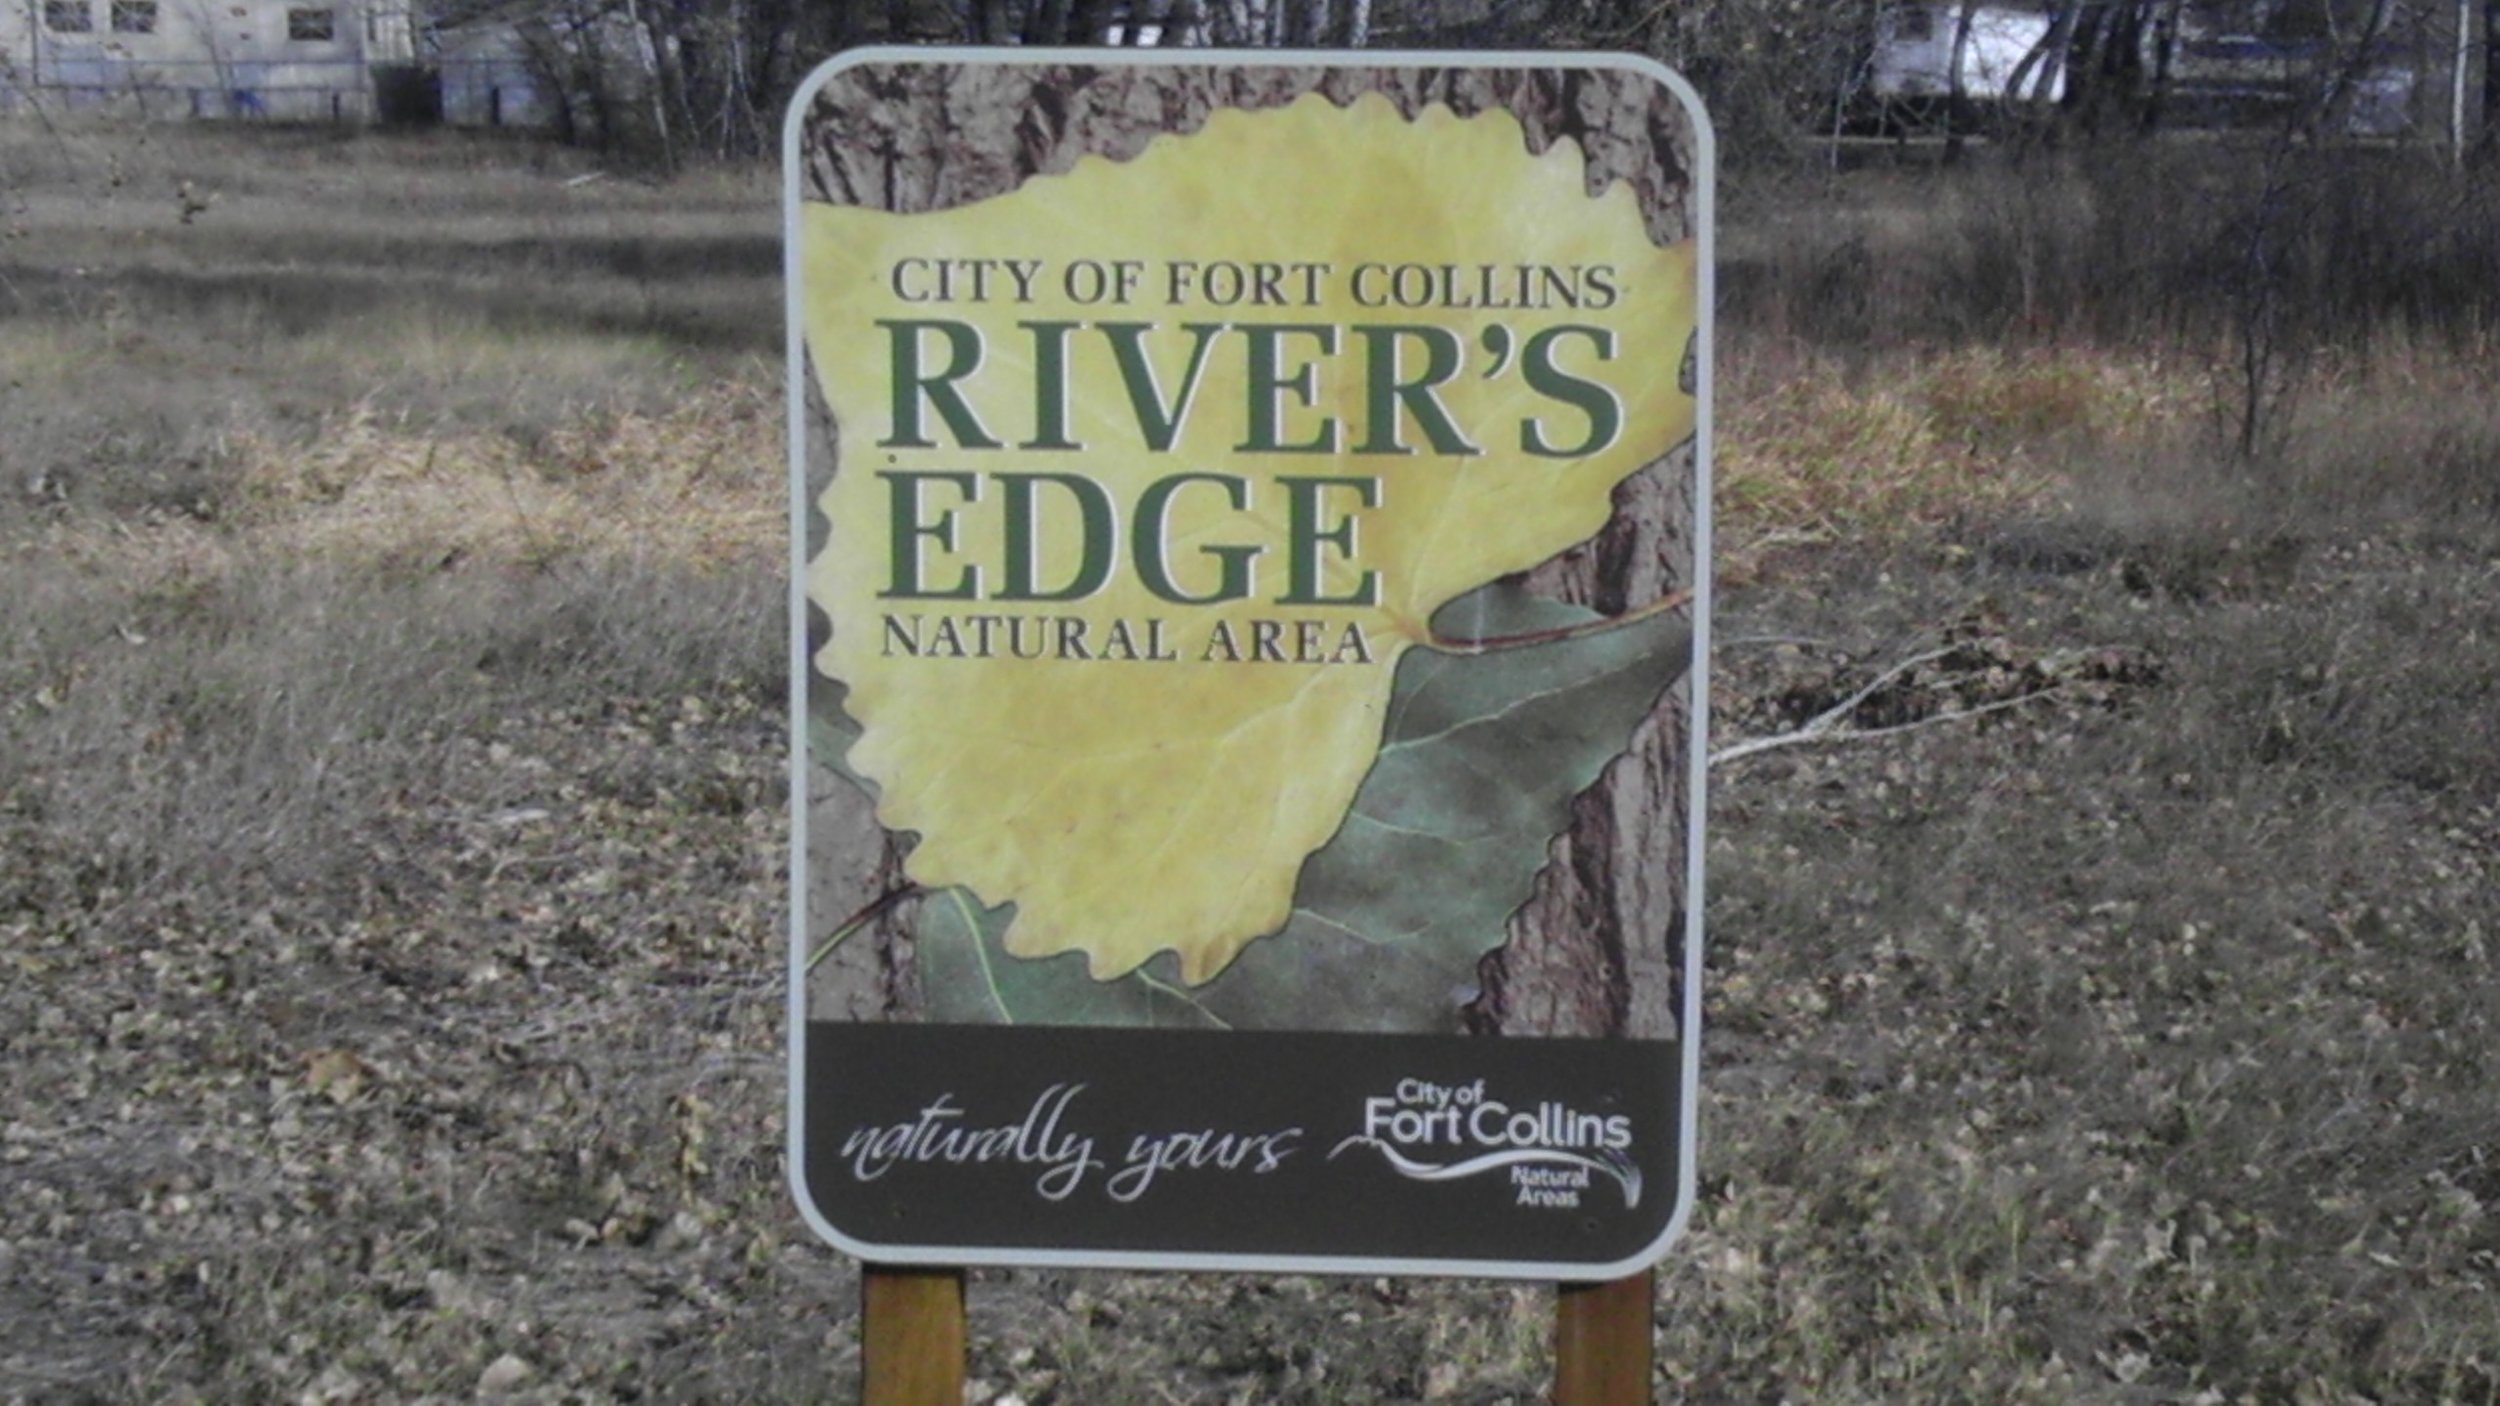 CITY OF FORT COLLINS
RIVER'S
EDGE
NATURAL AREA
naturally yours
City of
Fort Collins
Natural
Areas